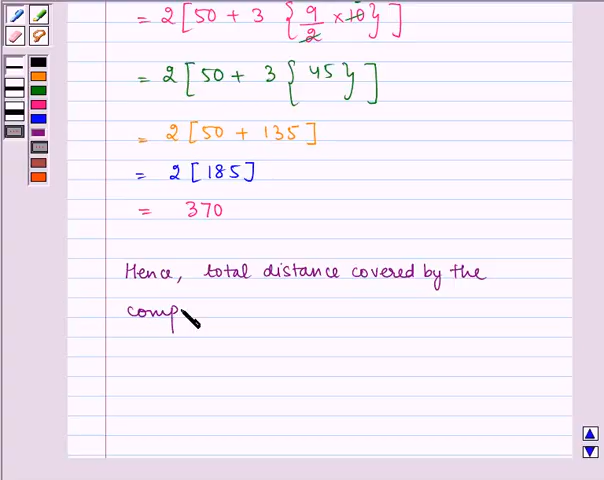 = 2 [ 50 + 3 { 9/2 × 10 } ]
= 2 [ 50 + 3 { 45 } ]
= 2 [ 50 + 135 ]
= 2 [ 185 ]
= 370
Hence, total distance covered by the
comp